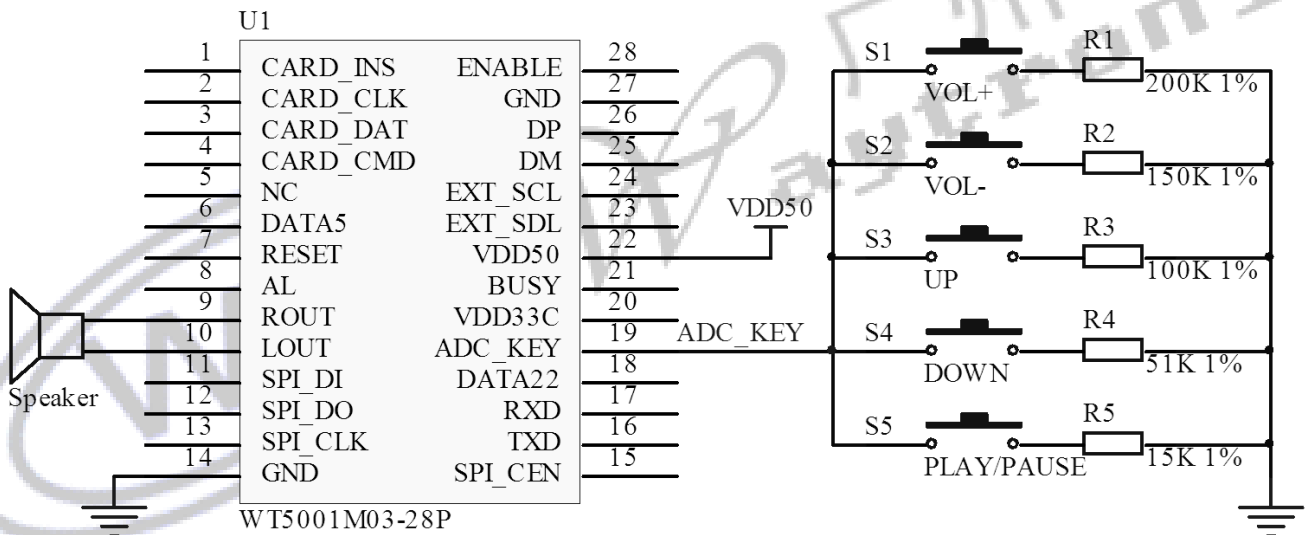 U1
1 CARD_INS ENABLE 28
2 CARD_CLK GND 27
3 CARD_DAT DP 26
4 CARD_CMD DM 25
5 NC EXT_SCL 24
6 DATA5 EXT_SDL 23
7 RESET VDD50 22
8 AL BUSY 21
9 ROUT VDD33C 20
10 LOUT ADC_KEY 19
11 SPI_DI DATA22 18
12 SPI_DO RXD 17
13 SPI_CLK TXD 16
14 GND SPI_CEN 15
WT5001M03-28P
Speaker
VDD50
ADC_KEY
S1 VOL+ R1 200K 1%
S2 VOL- R2 150K 1%
S3 UP R3 100K 1%
S4 DOWN R4 51K 1%
S5 PLAY/PAUSE R5 15K 1%